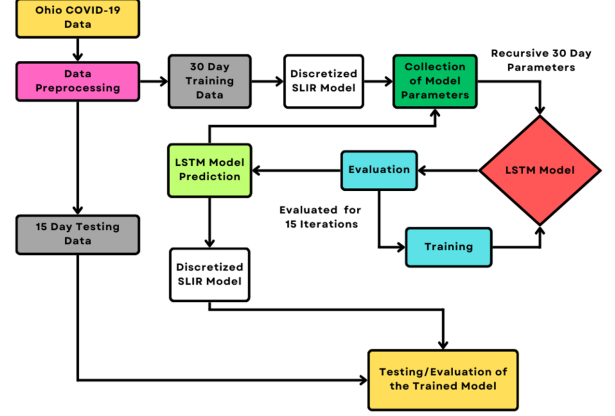 Ohio COVID-19
Data
Data
Preprocessing
30 Day
Training
Data
Discretized
SLIR Model
Collection
of Model
Parameters
Recursive 30 Day
Parameters
LSTM Model
Evaluation
LSTM Model
Prediction
Evaluated for
15 Iterations
Training
15 Day Testing
Data
Discretized
SLIR Model
Testing/Evaluation of
the Trained Model